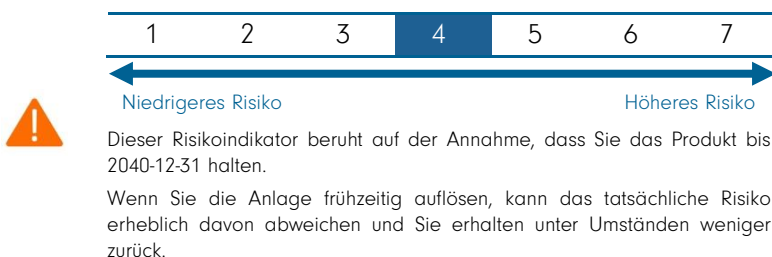 1 2 3 4 5 6 7
Niedrigeres Risiko Höheres Risiko
Dieser Risikoindikator beruht auf der Annahme, dass Sie das Produkt bis
2040-12-31 halten.
Wenn Sie die Anlage frühzeitig auflösen, kann das tatsächliche Risiko
erheblich davon abweichen und Sie erhalten unter Umständen weniger
zurück.